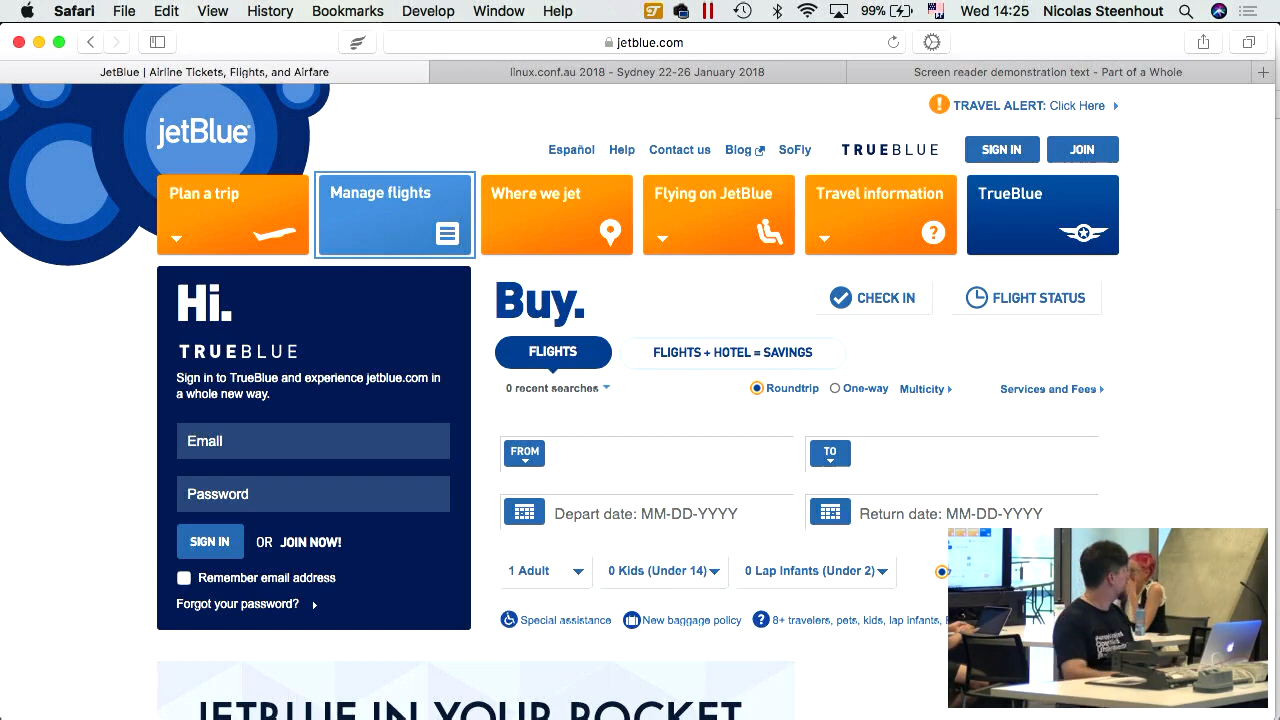 Safari File Edit View History Bookmarks Develop Window Help 99% Wed 14:25 Nicolas Steenhout
jetblue.com
JetBlue | Airline Tickets, Flights, and Airfare
linux.conf.au 2018 - Sydney 22-26 January 2018
Screen reader demonstration text - Part of a Whole
TRAVEL ALERT: Click Here
jetBlue
Español Help Contact us Blog SoFly TRUEBLUE SIGN IN JOIN
Plan a trip
Manage flights
Where we jet
Flying on JetBlue
Travel information
TrueBlue
Hi.
TRUEBLUE
Sign in to TrueBlue and experience jetblue.com in
a whole new way.
Email
Password
SIGN IN OR JOIN NOW!
Remember email address
Forgot your password?
Buy.
CHECK IN
FLIGHT STATUS
FLIGHTS
FLIGHTS + HOTEL = SAVINGS
0 recent searches
Roundtrip One-way Multicity Services and Fees
FROM
TO
Depart date: MM-DD-YYYY
Return date: MM-DD-YYYY
1 Adult 0 Kids (Under 14) 0 Lap Infants (Under 2)
Special assistance New baggage policy 8+ travelers, pets, kids, lap infants,
JETBLUE IN YOUR POCKET